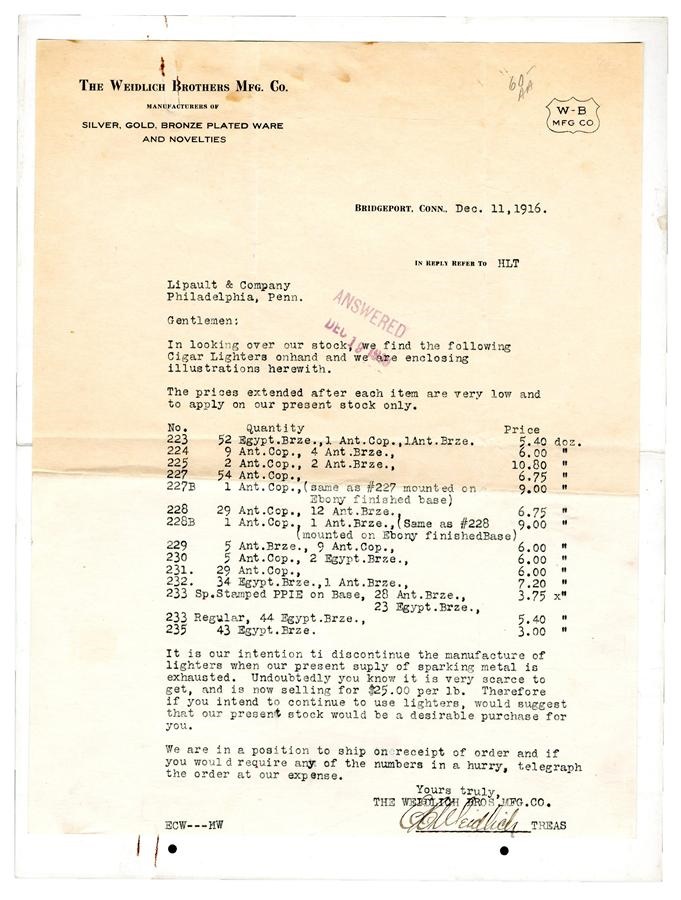 THE WEIDLICH BROTHERS MFG. CO.
MANUFACTURERS OF
SILVER, GOLD, BRONZE PLATED WARE
AND NOVELTIES
"60
AA
W-B
MFG CO.
BRIDGEPORT, CONN., Dec. 11,1916.
IN REPLY REFER TO HLT
Lipault & Company
Philadelphia, Penn.
ANSWERED
DEC
Gentlemen:
In looking over our stock, we find the following
Cigar Lighters onhand and we are enclosing
illustrations herewith.
The prices extended after each item are very low and
to apply on our present stock only.
No. Quantity Price
223 52 Egypt.Brze.,1 Ant.Cop.,1Ant.Brze. 5.40 doz.
224 9 Ant.Cop., 4 Ant.Brze., 6.00 "
225 2 Ant.Cop., 2 Ant.Brze., 10.80 "
227 54 Ant.Cop., 6.75 "
227B 1 Ant.Cop.,(same as #227 mounted on 9.00 "
Ebony finished base)
228 29 Ant.Cop., 12 Ant.Brze., 6.75 "
228B 1 Ant.Cop., 1 Ant.Brze.,(Same as #228 9.00 "
(mounted on Ebony finishedBase)
229 5 Ant.Brze., 9 Ant.Cop., 6.00 "
230 5 Ant.Cop., 2 Egypt.Brze., 6.00 "
231. 29 Ant.Cop., 6.00 "
232. 34 Egypt.Brze.,1 Ant.Brze., 7.20 "
233 Sp.Stamped PPIE on Base, 28 Ant.Brze., 3.75 x"
23 Egypt.Brze.,
233 Regular, 44 Egypt.Brze., 5.40 "
235 43 Egypt.Brze. 3.00 "
It is our intention ti discontinue the manufacture of
lighters when our present suply of sparking metal is
exhausted. Undoubtedly you know it is very scarce to
get, and is now selling for $25.00 per lb. Therefore
if you intend to continue to use lighters, would suggest
that our present stock would be a desirable purchase for
you.
We are in a position to ship on receipt of order and if
you would require any of the numbers in a hurry, telegraph
the order at our expense.
Yours truly,
THE WEIDLICH BROS.MFG.CO.
Weidlich TREAS
ECW---MW